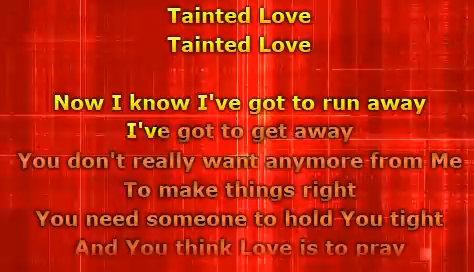 Tainted Love
Tainted Love
Now I know I've got to run away
I've got to get away
You don't really want anymore from Me
To make things right
You need someone to hold You tight
And You think Love is to pray